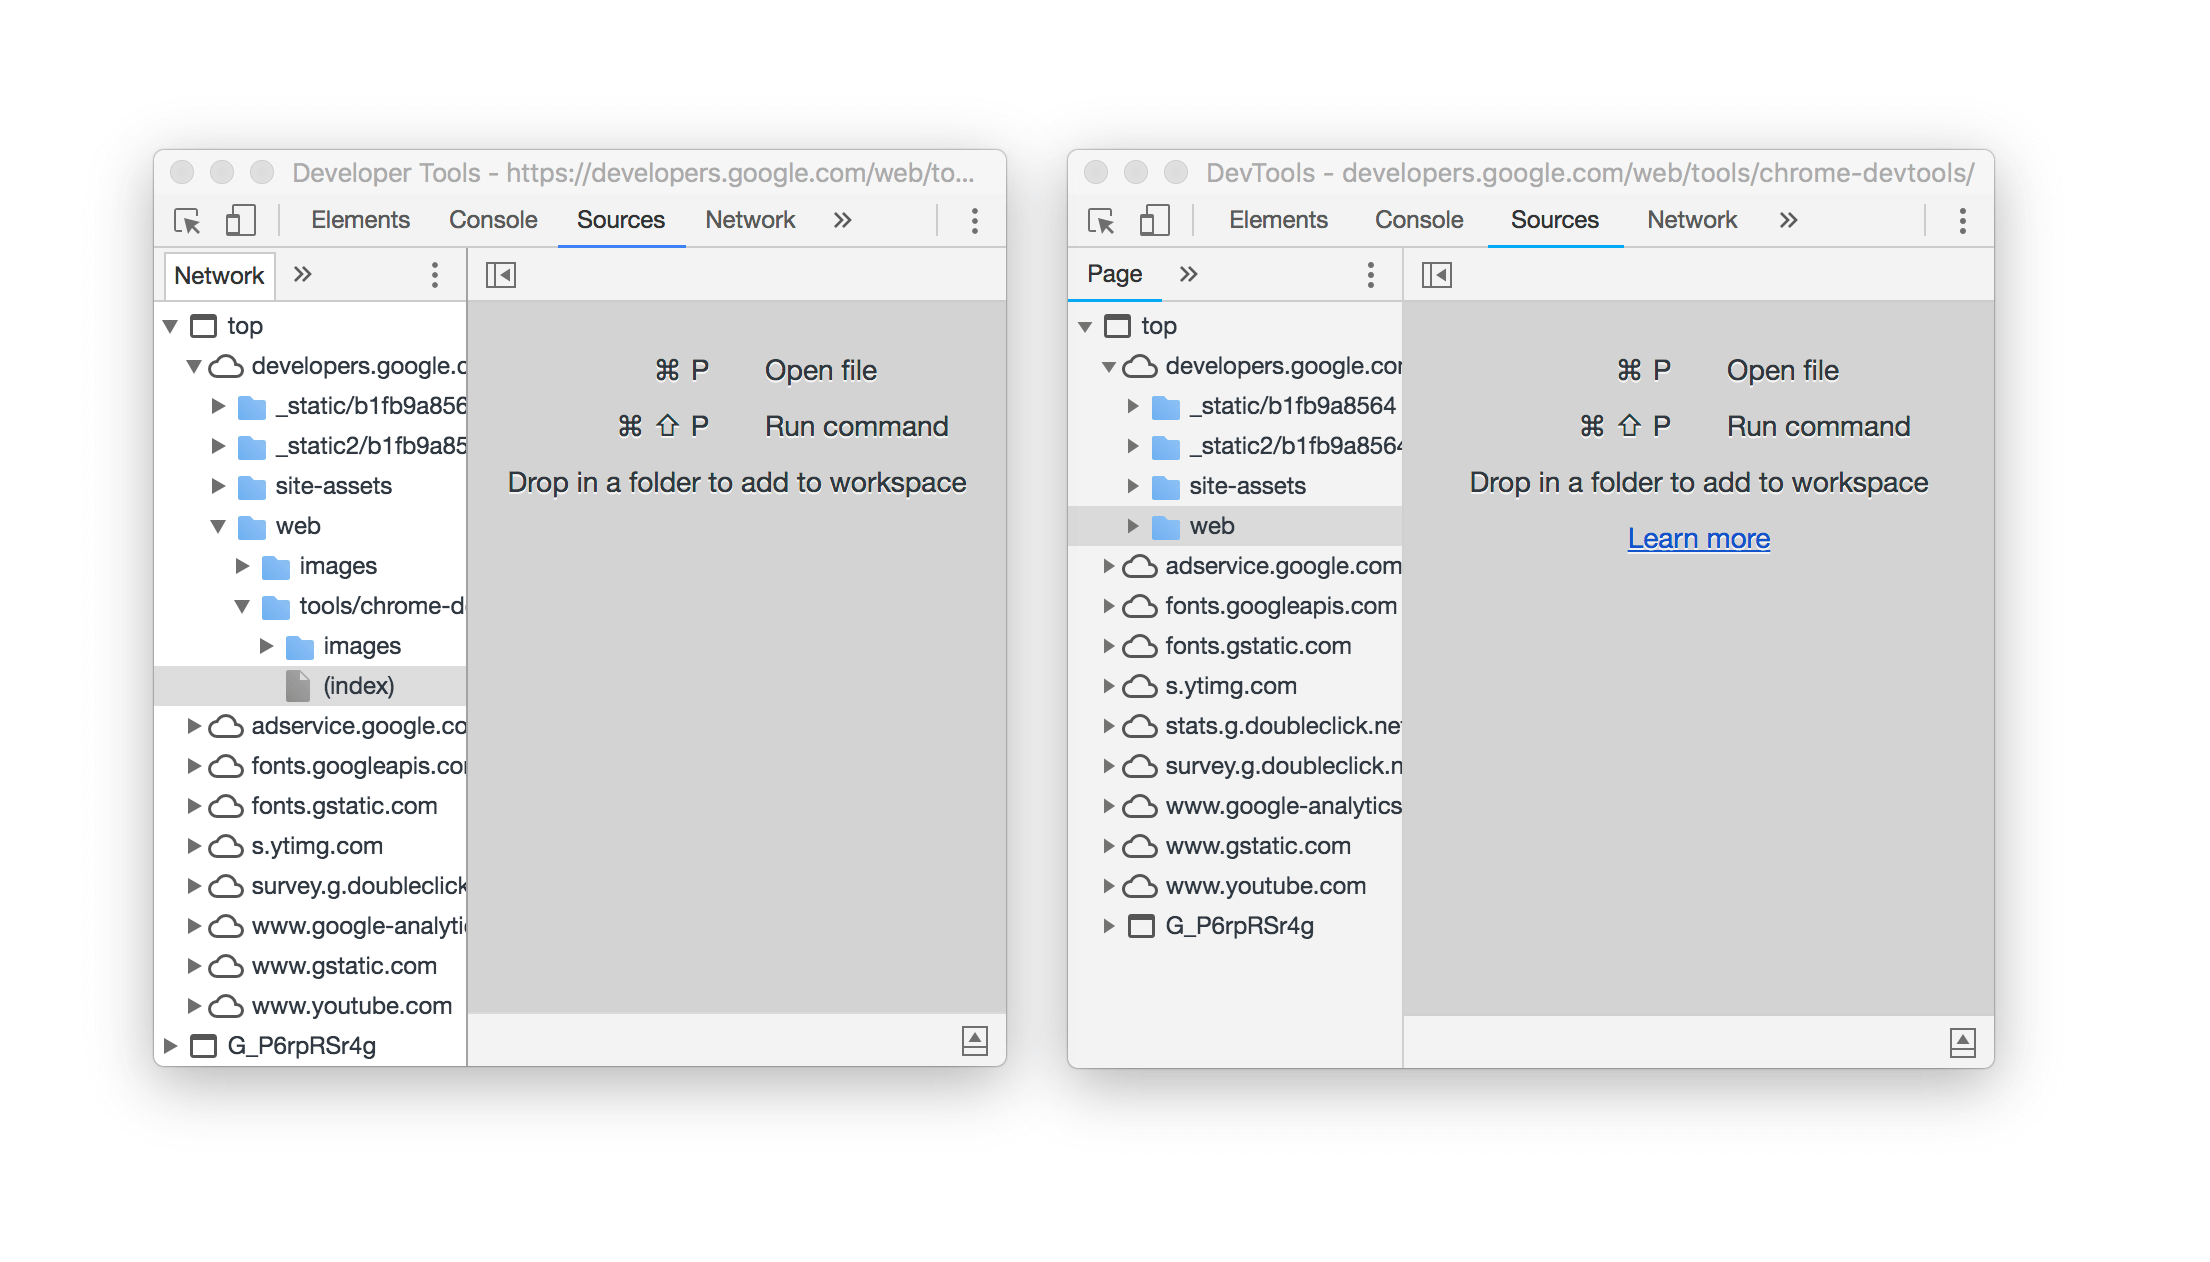 Developer Tools - https://developers.google.com/web/to...
Elements Console Sources Network »
Network »
top
developers.google.c
_static/b1fb9a856
_static2/b1fb9a85
site-assets
web
images
tools/chrome-d
images
(index)
adservice.google.co
fonts.googleapis.co
fonts.gstatic.com
s.ytimg.com
survey.g.doubleclick
www.google-analyti
www.gstatic.com
www.youtube.com
G_P6rpRSr4g
⌘ P Open file
⌘ ⇧ P Run command
Drop in a folder to add to workspace
DevTools - developers.google.com/web/tools/chrome-devtools/
Elements Console Sources Network »
Page »
top
developers.google.co
_static/b1fb9a8564
_static2/b1fb9a8564
site-assets
web
adservice.google.com
fonts.googleapis.com
fonts.gstatic.com
s.ytimg.com
stats.g.doubleclick.ne
survey.g.doubleclick.n
www.google-analytics
www.gstatic.com
www.youtube.com
G_P6rpRSr4g
⌘ P Open file
⌘ ⇧ P Run command
Drop in a folder to add to workspace
Learn more